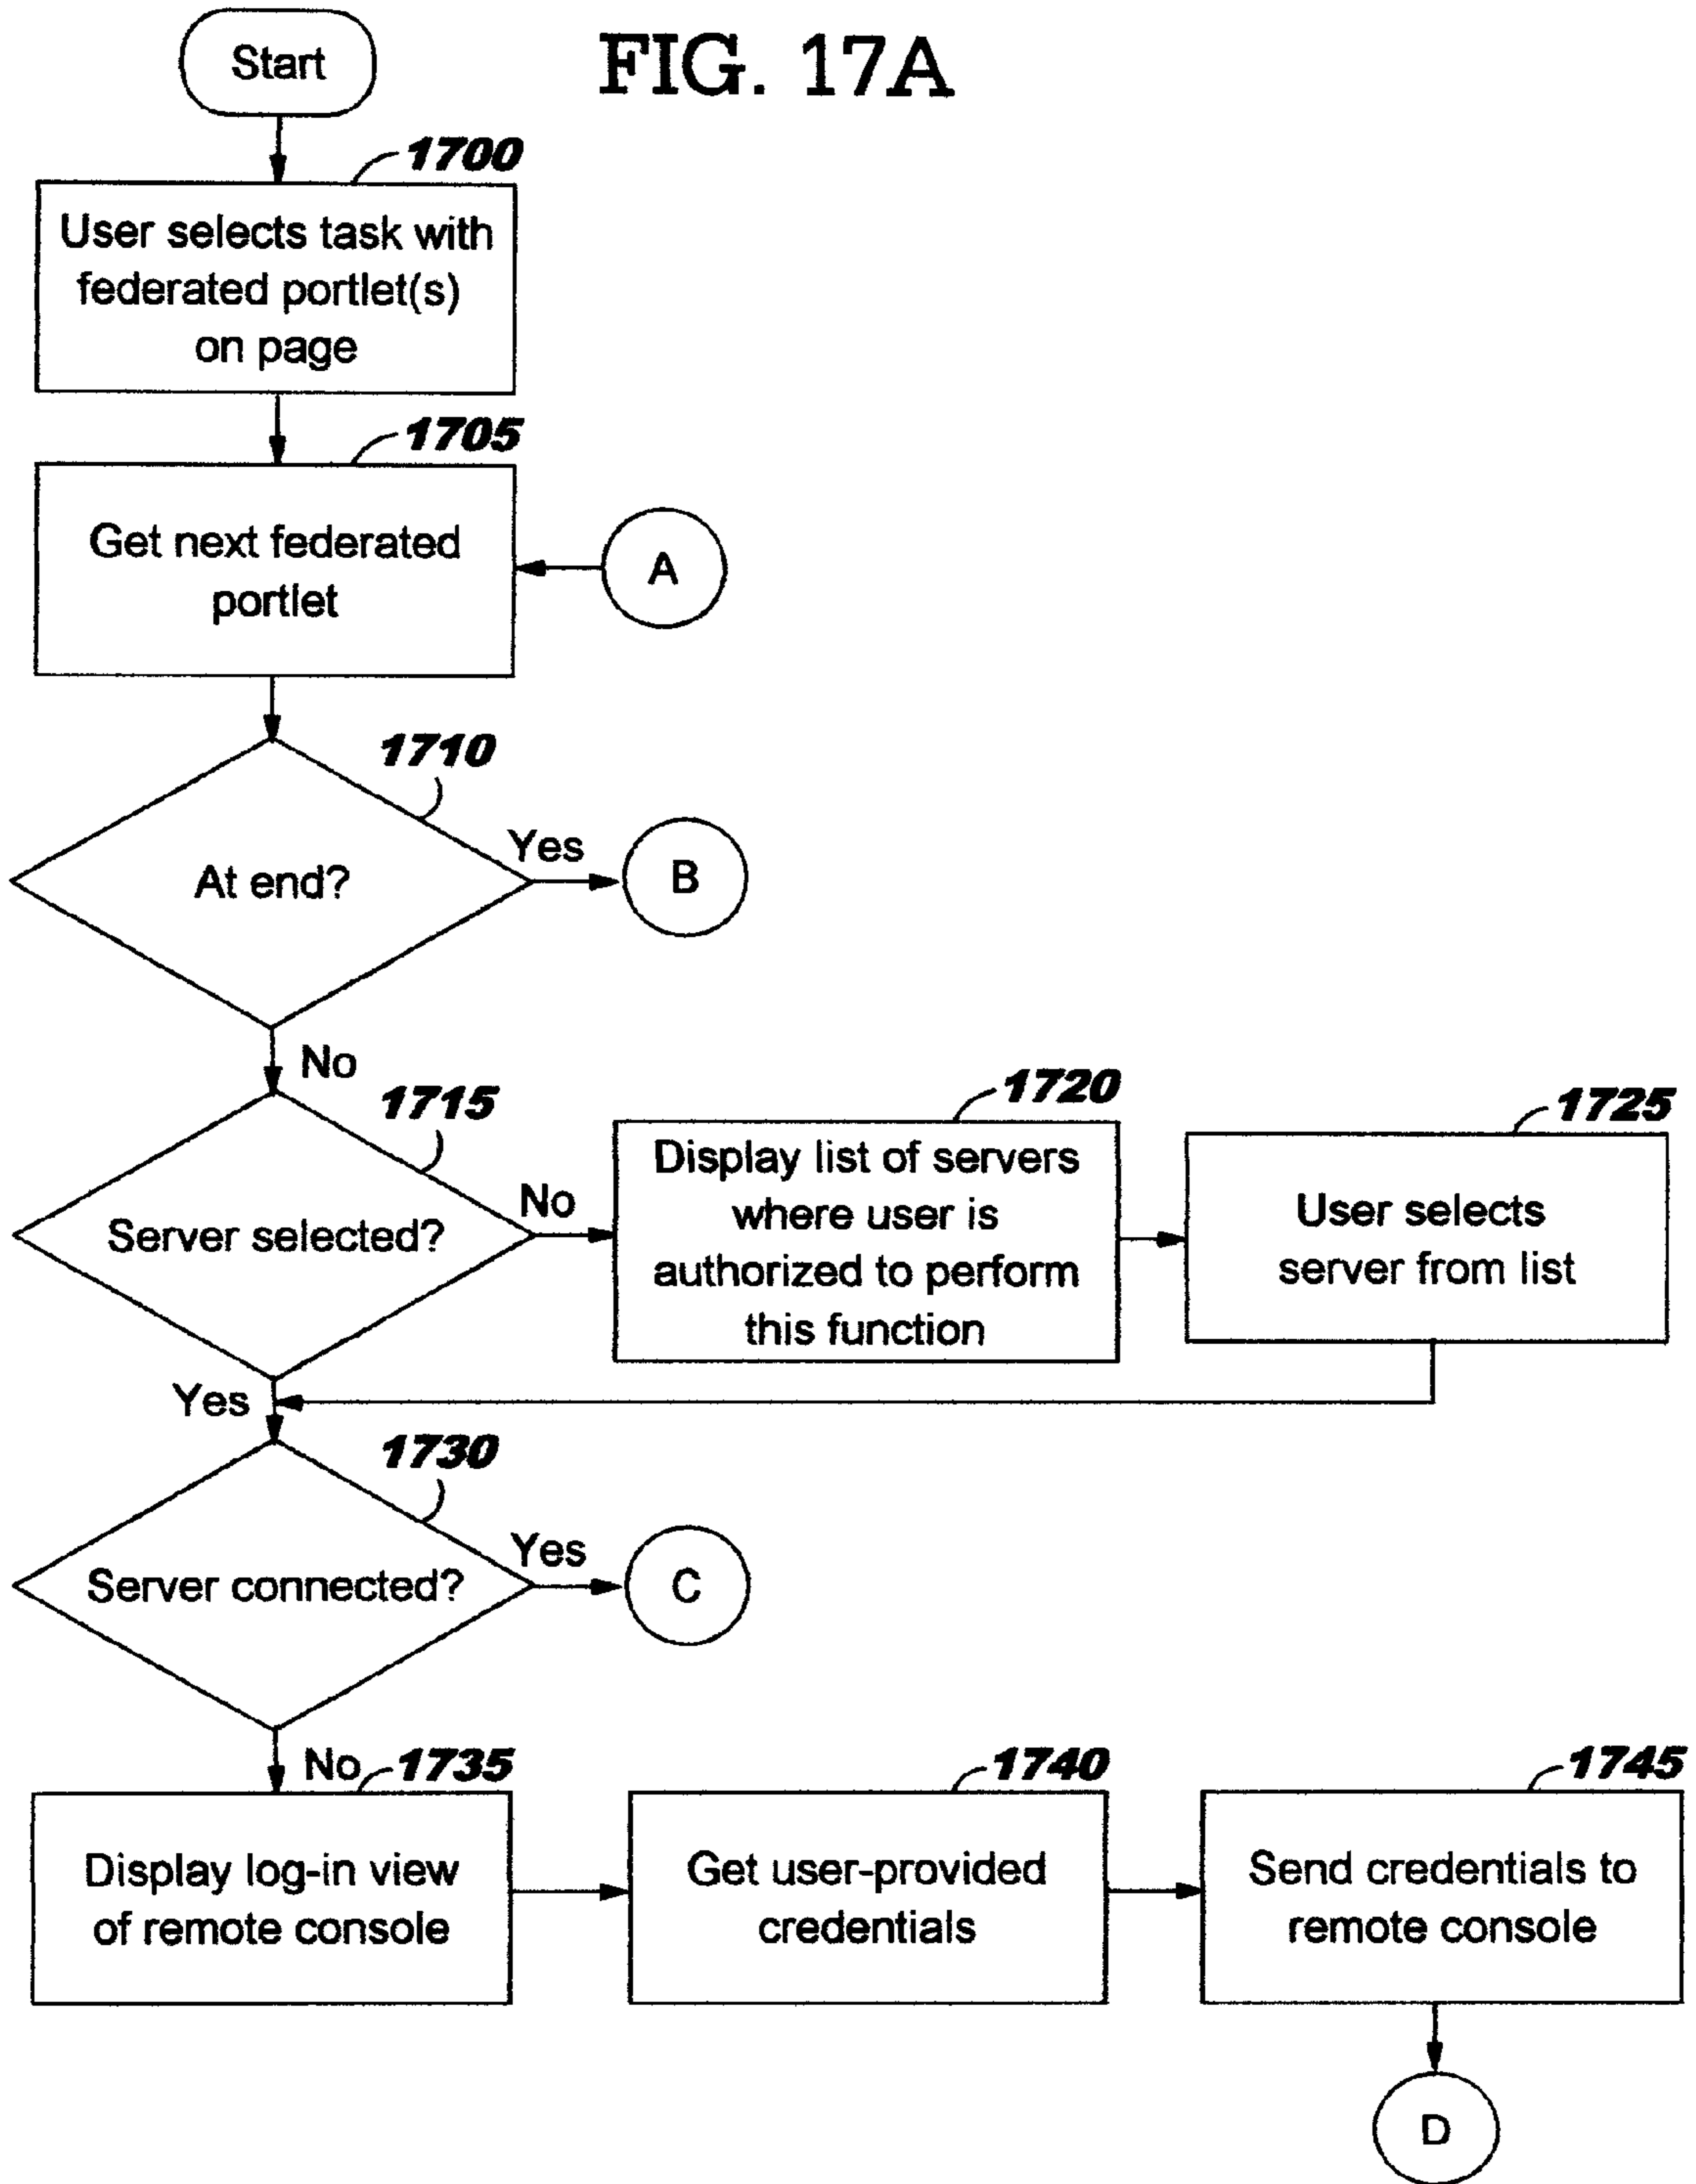 FIG. 17A
Start
1700
User selects task with
federated portlet(s)
on page
1705
Get next federated
portlet
A
1710
At end?
Yes
B
No
1715
Server selected?
No
1720
Display list of servers
where user is
authorized to perform
this function
1725
User selects
server from list
Yes
1730
Server connected?
Yes
C
No
1735
Display log-in view
of remote console
1740
Get user-provided
credentials
1745
Send credentials to
remote console
D